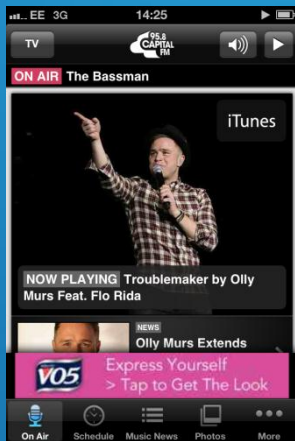 EE 3G 14:25
TV 95.8 CAPITAL FM
ON AIR The Bassman
iTunes
NOW PLAYING Troublemaker by Olly
Murs Feat. Flo Rida
NEWS
Olly Murs Extends
VO5 Express Yourself
> Tap to Get The Look
On Air Schedule Music News Photos More